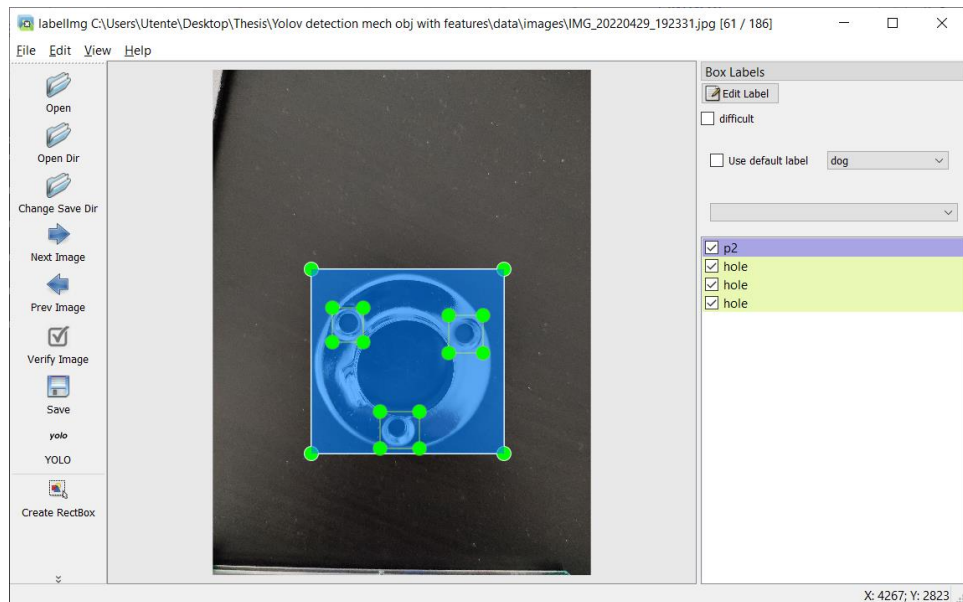 labelImg C:\Users\Utente\Desktop\Thesis\Yolov detection mech obj with features\data\images\IMG_20220429_192331.jpg [61 / 186]
File Edit View Help
Open
Open Dir
Change Save Dir
Next Image
Prev Image
Verify Image
Save
yolo
YOLO
Create RectBox
Box Labels
Edit Label
difficult
Use default label dog
p2
hole
hole
hole
X: 4267; Y: 2823